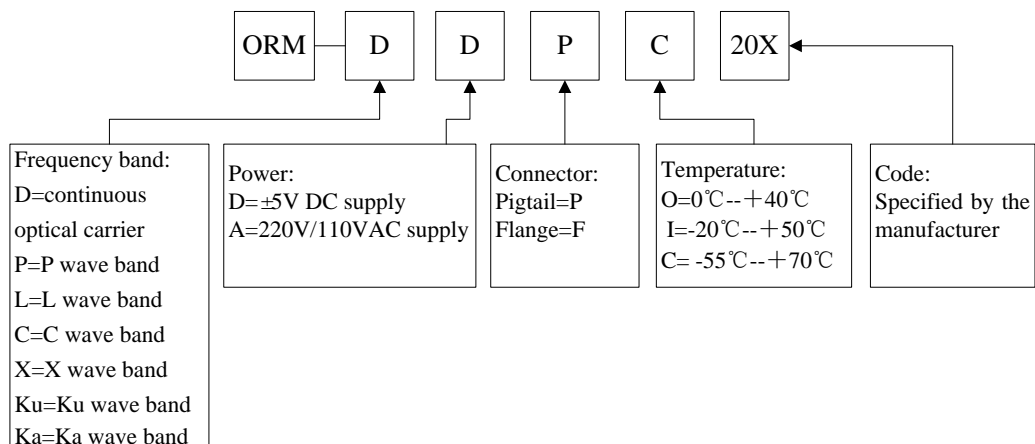 ORM D D P C 20X
Frequency band:
D=continuous
optical carrier
P=P wave band
L=L wave band
C=C wave band
X=X wave band
Ku=Ku wave band
Ka=Ka wave band
Power:
D=±5V DC supply
A=220V/110VAC supply
Connector:
Pigtail=P
Flange=F
Temperature:
O=0℃--＋40℃
I=-20℃--＋50℃
C= -55℃--＋70℃
Code:
Specified by the
manufacturer